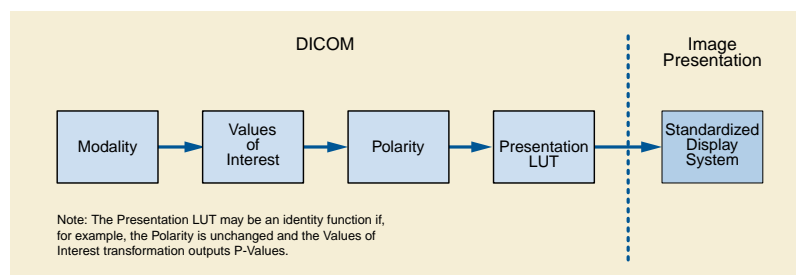 DICOM
Image
Presentation
Modality
Values
of
Interest
Polarity
Presentation
LUT
Standardized
Display
System
Note: The Presentation LUT may be an identity function if,
for example, the Polarity is unchanged and the Values of
Interest transformation outputs P-Values.